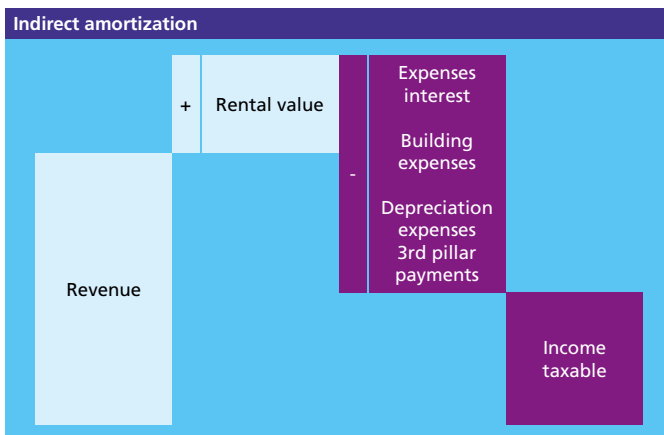 Indirect amortization
+
Rental value
-
Expenses
interest
Building
expenses
Depreciation
expenses
3rd pillar
payments
Revenue
Income
taxable